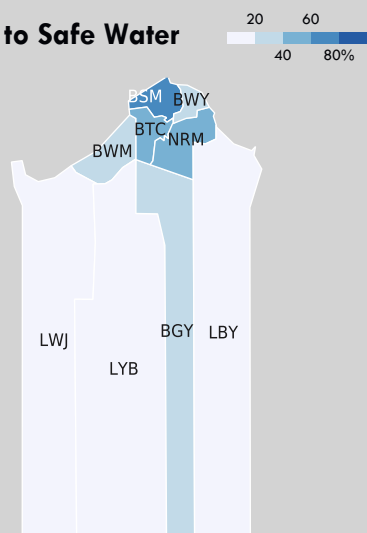 20 60
to Safe Water
40 80%
BSM BWY
BTC NRM
BWM
BGY LBY
LWJ
LYB